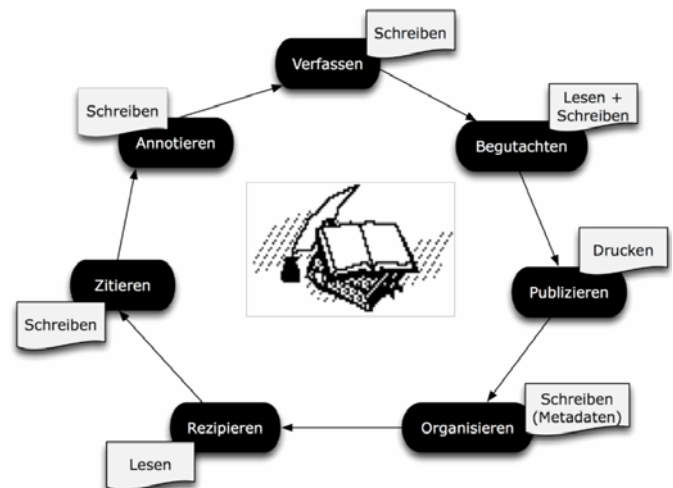 Schreiben
Verfassen
Lesen +
Schreiben
Begutachten
Drucken
Publizieren
Schreiben
(Metadaten)
Organisieren
Rezipieren
Lesen
Zitieren
Schreiben
Schreiben
Annotieren